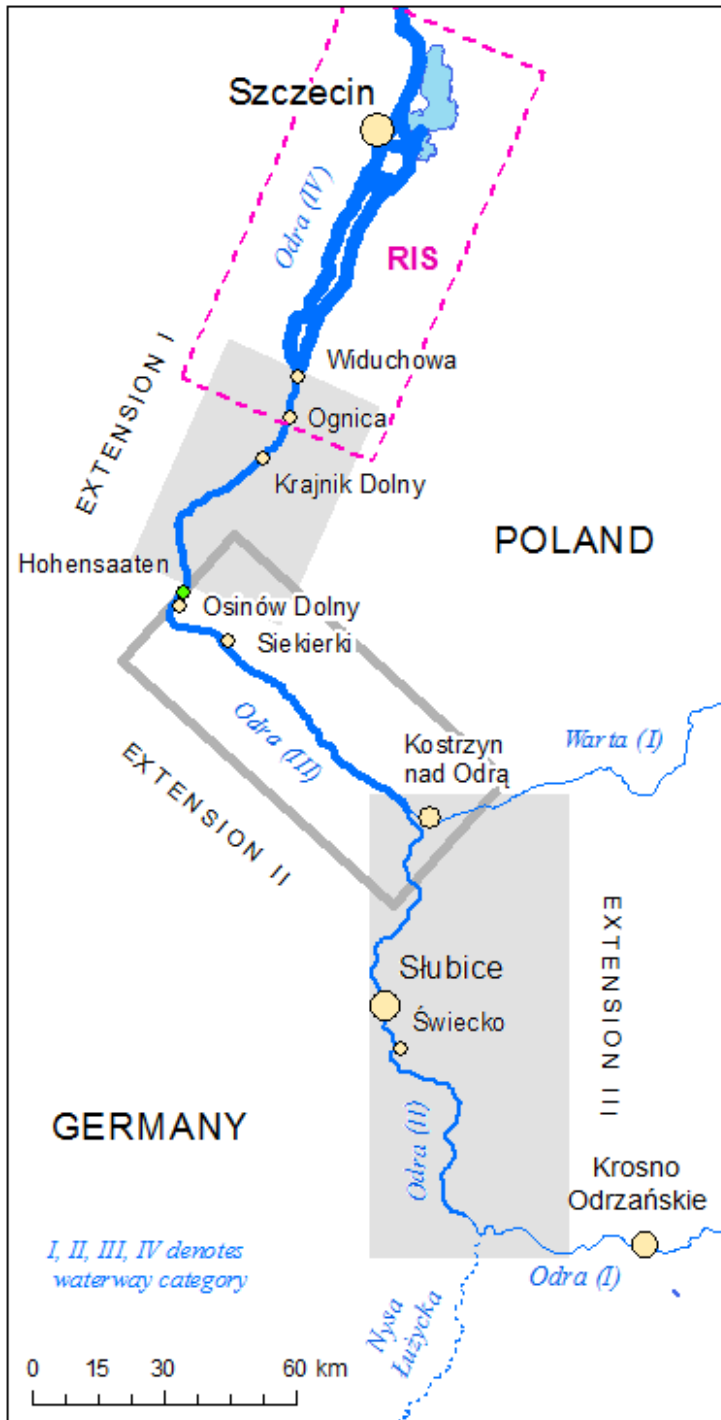 Szczecin
Odra (IV)
RIS
EXTENSION I
Widuchowa
Ognica
Krajnik Dolny
POLAND
Hohensaaten
Osinów Dolny
Siekierki
Odra (III)
Kostrzyn
nad Odrą
Warta (I)
EXTENSION II
EXTENSION III
Słubice
Świecko
GERMANY
Odra (II)
Krosno
Odrzańskie
I, II, III, IV denotes
waterway category
Odra (I)
Nysa
Łużycka
0 15 30 60 km